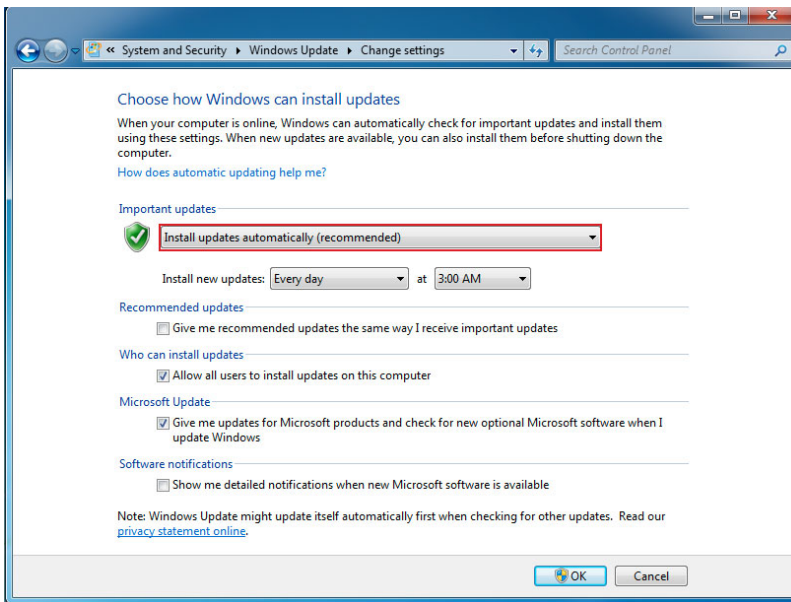 « System and Security ▸ Windows Update ▸ Change settings
Search Control Panel
Choose how Windows can install updates
When your computer is online, Windows can automatically check for important updates and install them
using these settings. When new updates are available, you can also install them before shutting down the
computer.
How does automatic updating help me?
Important updates
Install updates automatically (recommended)
Install new updates: Every day at 3:00 AM
Recommended updates
Give me recommended updates the same way I receive important updates
Who can install updates
Allow all users to install updates on this computer
Microsoft Update
Give me updates for Microsoft products and check for new optional Microsoft software when I
update Windows
Software notifications
Show me detailed notifications when new Microsoft software is available
Note: Windows Update might update itself automatically first when checking for other updates. Read our
privacy statement online.
OK Cancel